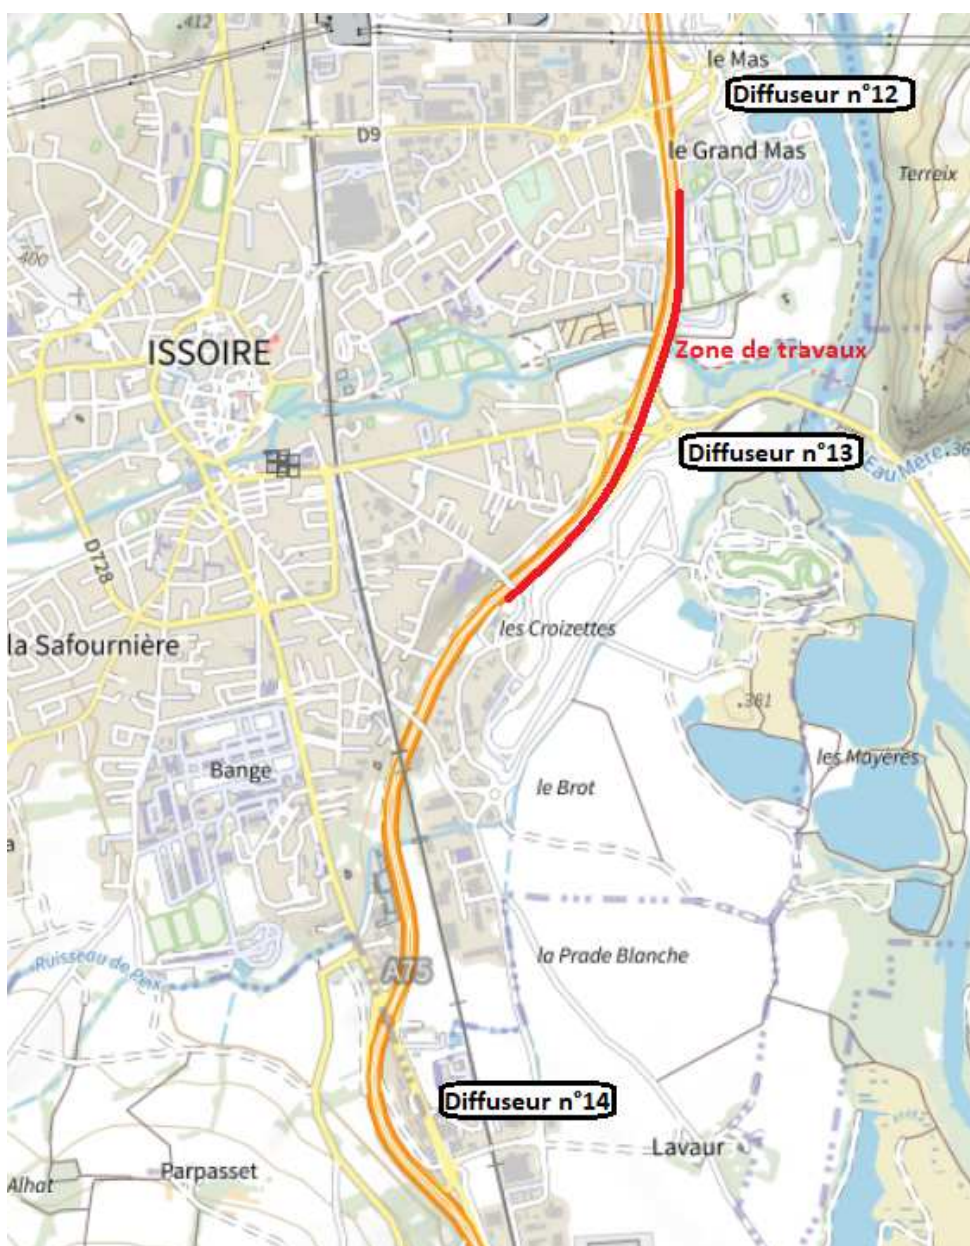 .412
le Mas
Diffuseur n°12
D9
le Grand Mas
Terreix
400
ISSOIRE
Zone de travaux
Diffuseur n°13
l'Eau Mère
.36
D728
les Croizettes
la Safournière
.361
les Mayères
Bange
le Brot
a
la Prade Blanche
Ruisseau de Peix
A75
Diffuseur n°14
Lavaur
Parpasset
Alhat